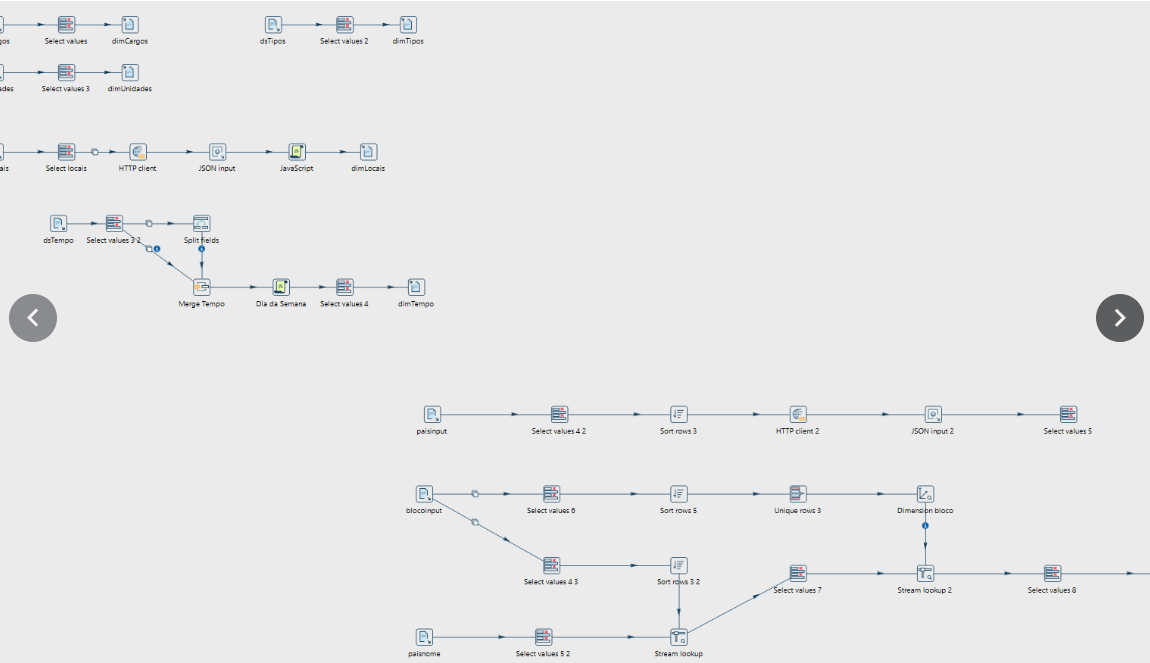 gos Select values dimCargos dsTipos Select values 2 dimTipos
ades Select values 3 dimUnidades
ais Select locais HTTP client JSON input JavaScript dimLocais
dsTempo Select values 3 2 Split fields
Merge Tempo Dia da Semana Select values 4 dimTempo
paisinput Select values 4 2 Sort rows 3 HTTP client 2 JSON input 2 Select values 5
blocoinput Select values 6 Sort rows 5 Unique rows 3 Dimension bloco
Select values 4 3 Sort rows 3 2
Select values 7 Stream lookup 2 Select values 8
paisnome Select values 5 2 Stream lookup